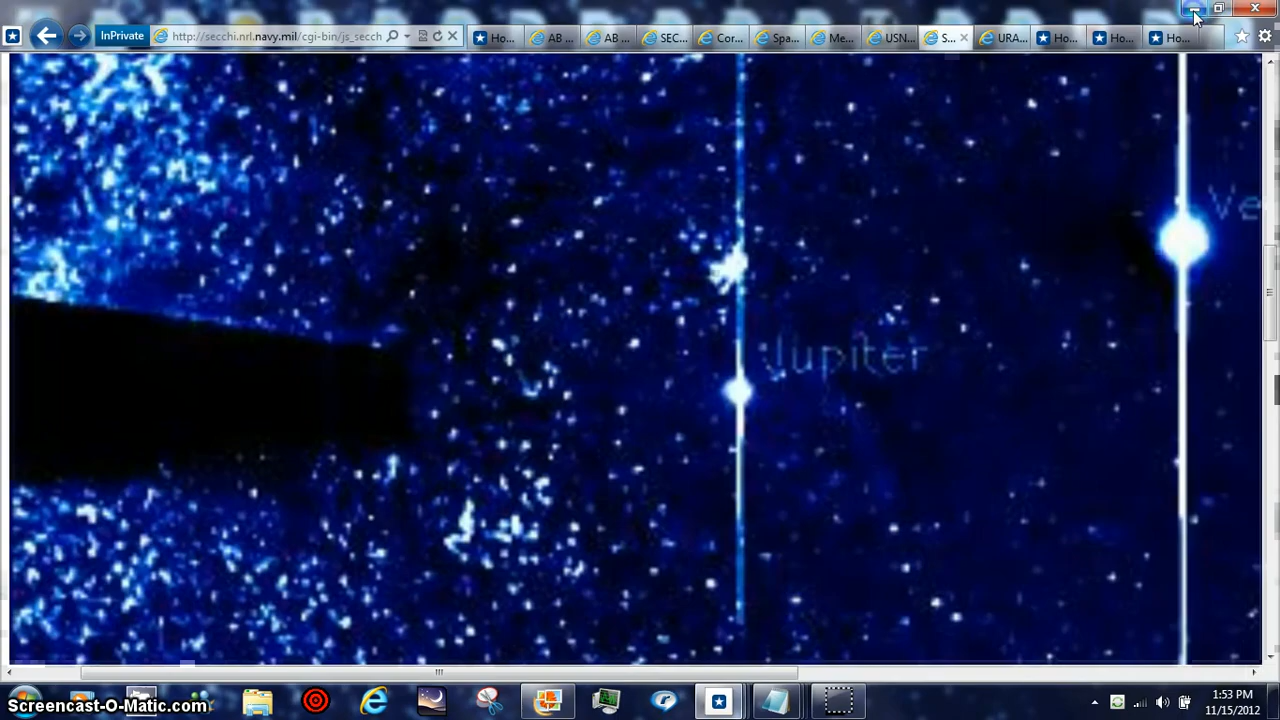 InPrivate
http://secchi.nrl.navy.mil/cgi-bin/js_secch
Ho...
AB ...
AB ...
SEC...
Cor...
Spa...
Me...
USN...
S...
URA...
Ho...
Ho...
Ho...
Ve
Jupiter
Screencast-O-Matic.com
1:53 PM
11/15/2012